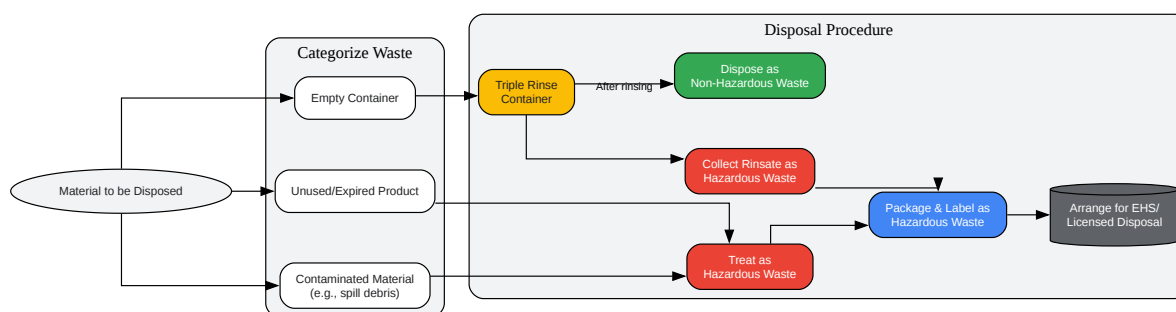 Disposal Procedure
Categorize Waste
Dispose as
Non-Hazardous Waste
Triple Rinse
Container
After rinsing
Empty Container
Collect Rinsate as
Hazardous Waste
Material to be Disposed
Unused/Expired Product
Package & Label as
Hazardous Waste
Arrange for EHS/
Licensed Disposal
Treat as
Hazardous Waste
Contaminated Material
(e.g., spill debris)